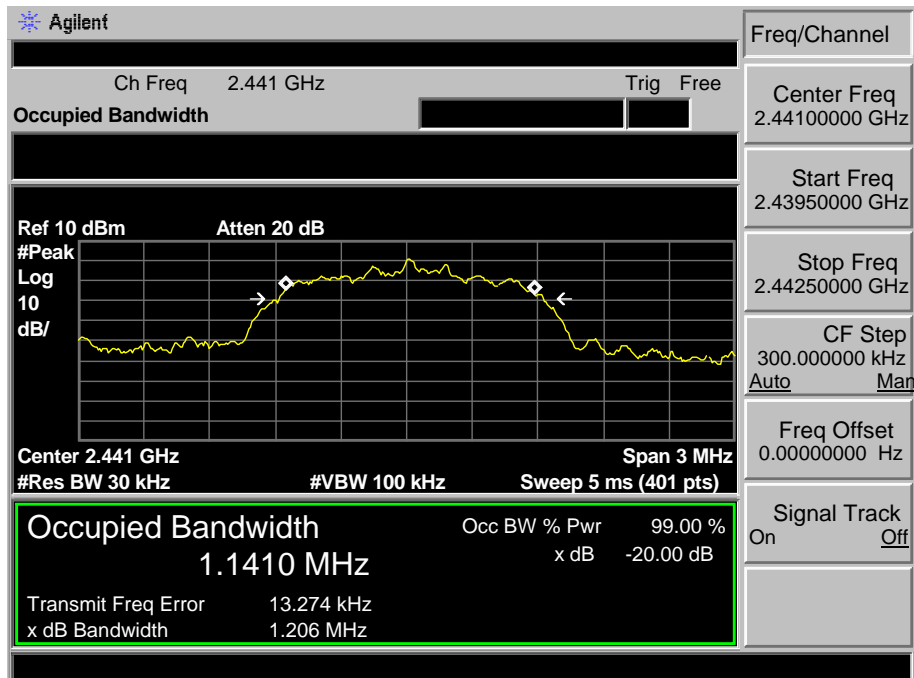 Agilent
Freq/Channel
Ch Freq 2.441 GHz Trig Free
Occupied Bandwidth
Center Freq
2.44100000 GHz
Start Freq
2.43950000 GHz
Stop Freq
2.44250000 GHz
CF Step
300.000000 kHz
Auto Man
Freq Offset
0.00000000 Hz
Signal Track
On Off
Ref 10 dBm Atten 20 dB
#Peak
Log
10
dB/
Center 2.441 GHz Span 3 MHz
#Res BW 30 kHz #VBW 100 kHz Sweep 5 ms (401 pts)
Occupied Bandwidth Occ BW % Pwr 99.00 %
1.1410 MHz x dB -20.00 dB
Transmit Freq Error 13.274 kHz
x dB Bandwidth 1.206 MHz